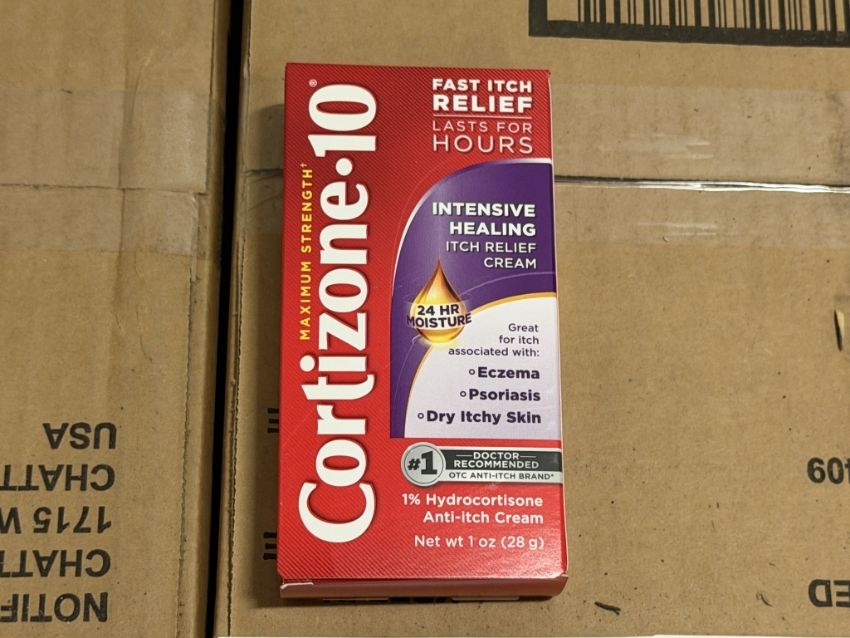 Cortizone•10®
MAXIMUM STRENGTH†
FAST ITCH
RELIEF
LASTS FOR
HOURS
INTENSIVE
HEALING
ITCH RELIEF
CREAM
24 HR
MOISTURE
Great
for itch
associated with:
Eczema
Psoriasis
Dry Itchy Skin
#1
DOCTOR
RECOMMENDED
OTC ANTI-ITCH BRAND*
1% Hydrocortisone
Anti-itch Cream
Net wt 1 oz (28 g)
NOTIF
CHATT
1715 W
CHATT
USA
409
ED